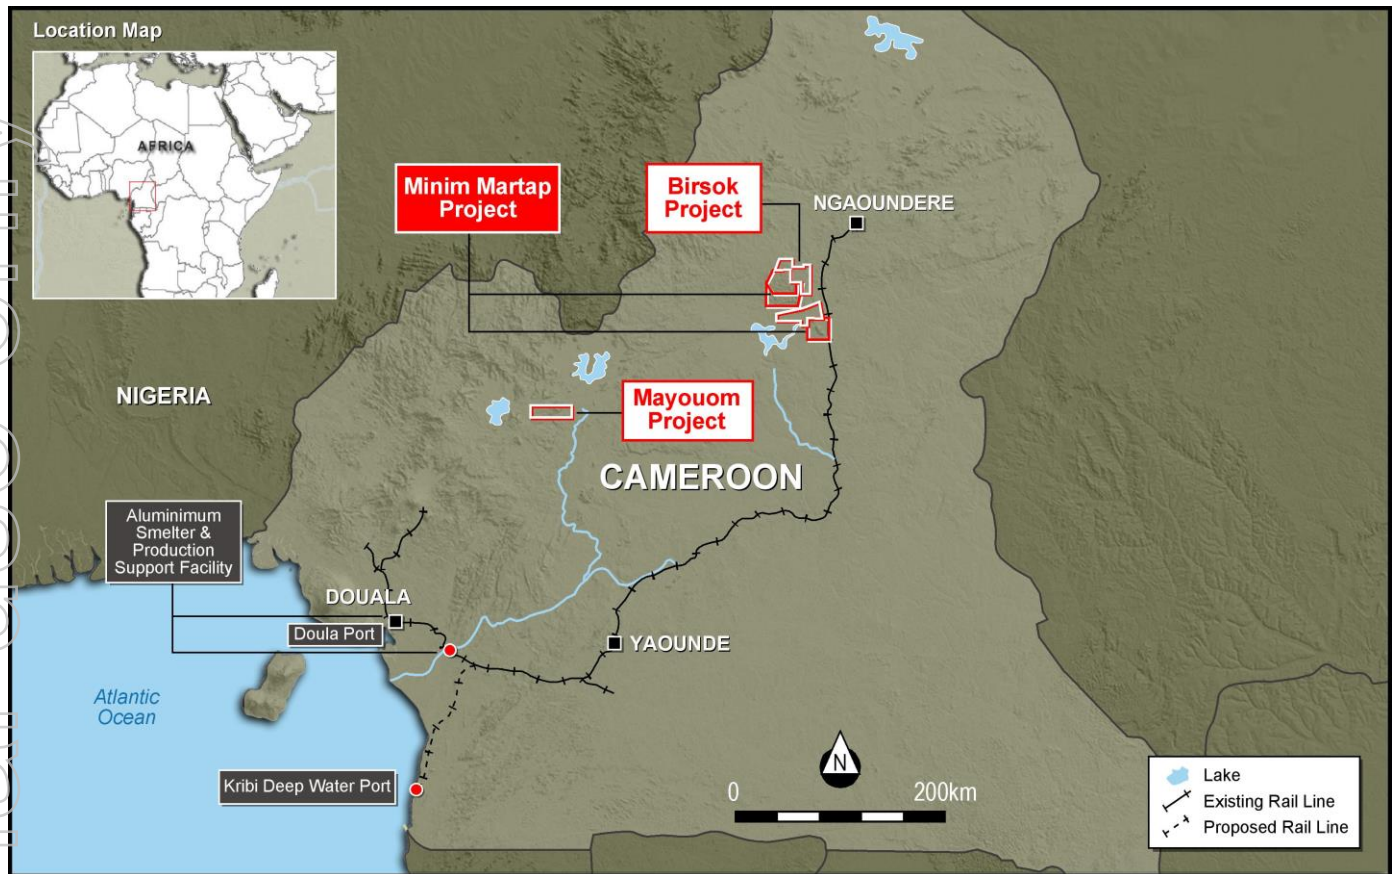 Location Map
AFRICA
Minim Martap
Project
Birsok
Project
NGAOUNDERE
NIGERIA
Mayouom
Project
CAMEROON
Aluminimum
Smelter &
Production
Support Facility
DOUALA
Doula Port
YAOUNDE
Atlantic
Ocean
Kribi Deep Water Port
N
0 200km
Lake
Existing Rail Line
Proposed Rail Line